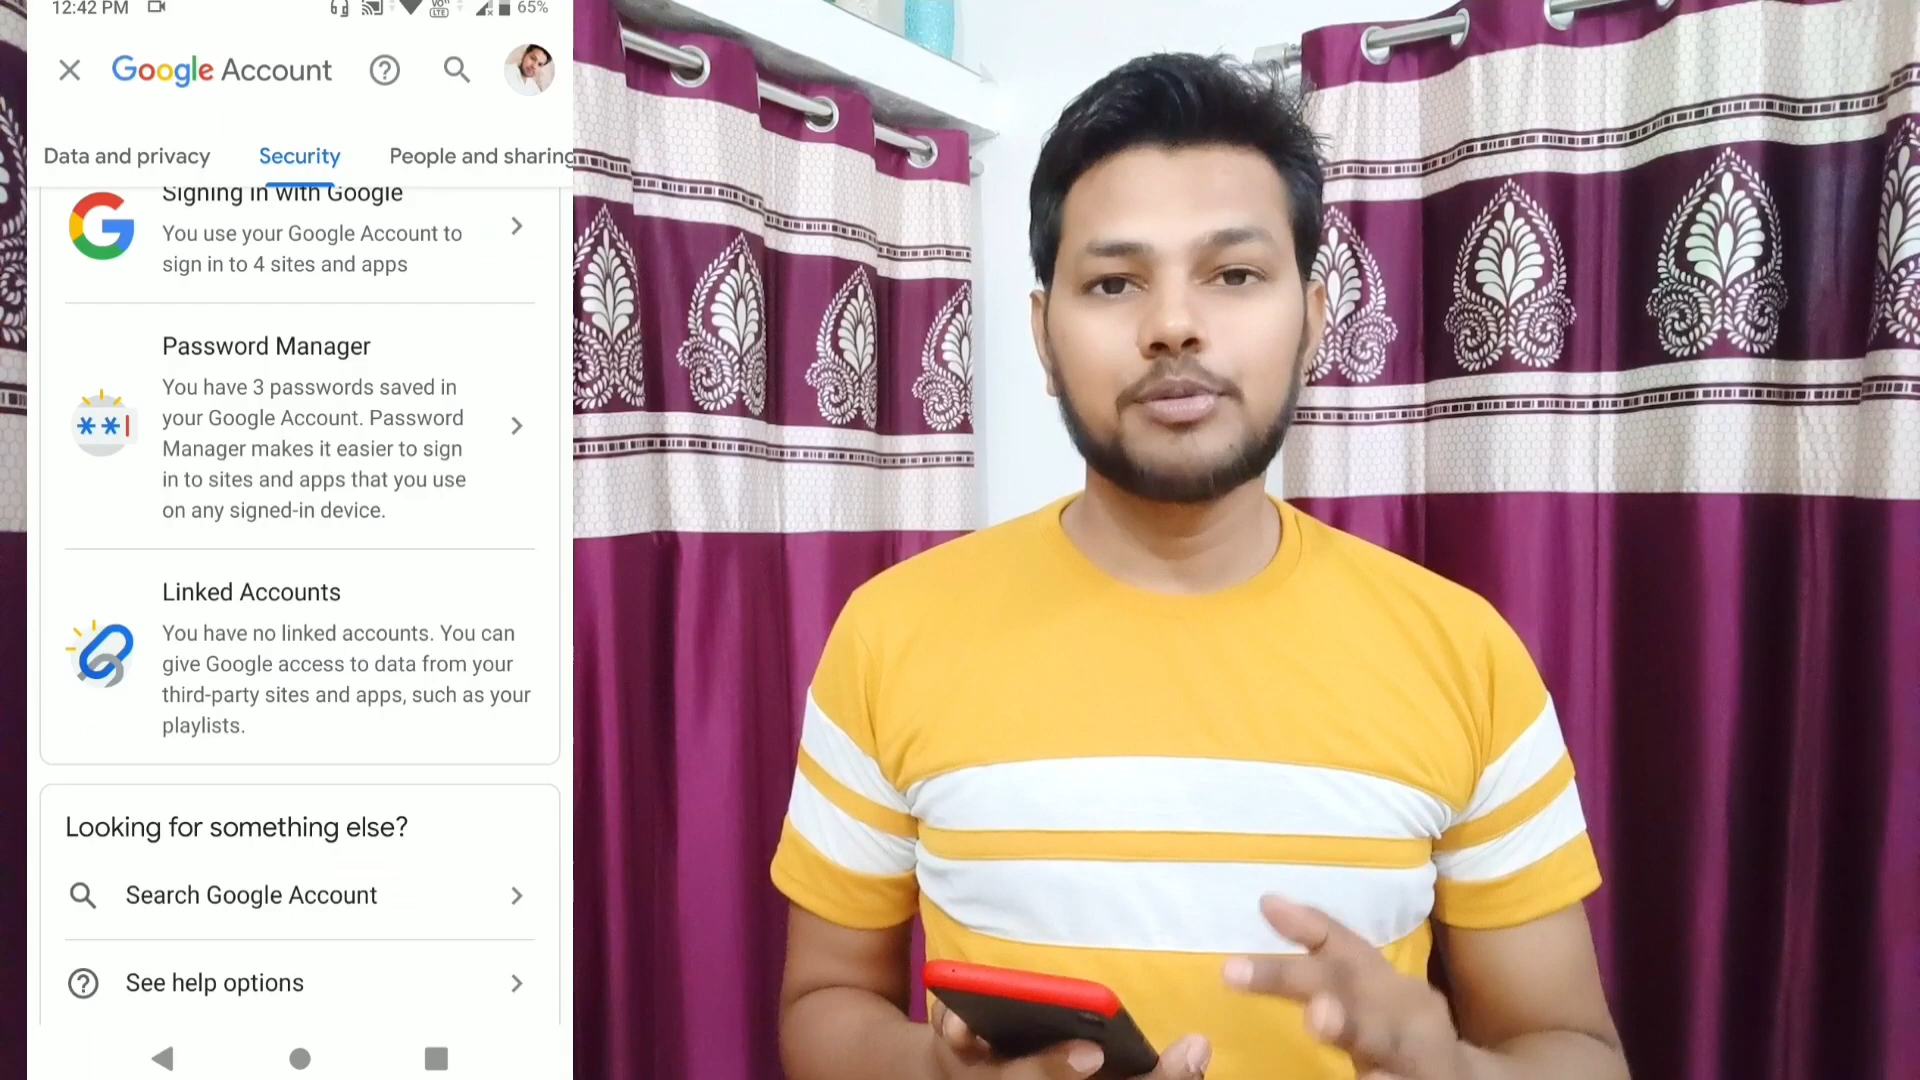 12:42 PM
VO
LTE
65%
Google Account
Data and privacy
Security
People and sharing
Signing in with Google
You use your Google Account to
sign in to 4 sites and apps
Password Manager
You have 3 passwords saved in
your Google Account. Password
Manager makes it easier to sign
in to sites and apps that you use
on any signed-in device.
Linked Accounts
You have no linked accounts. You can
give Google access to data from your
third-party sites and apps, such as your
playlists.
Looking for something else?
Search Google Account
See help options